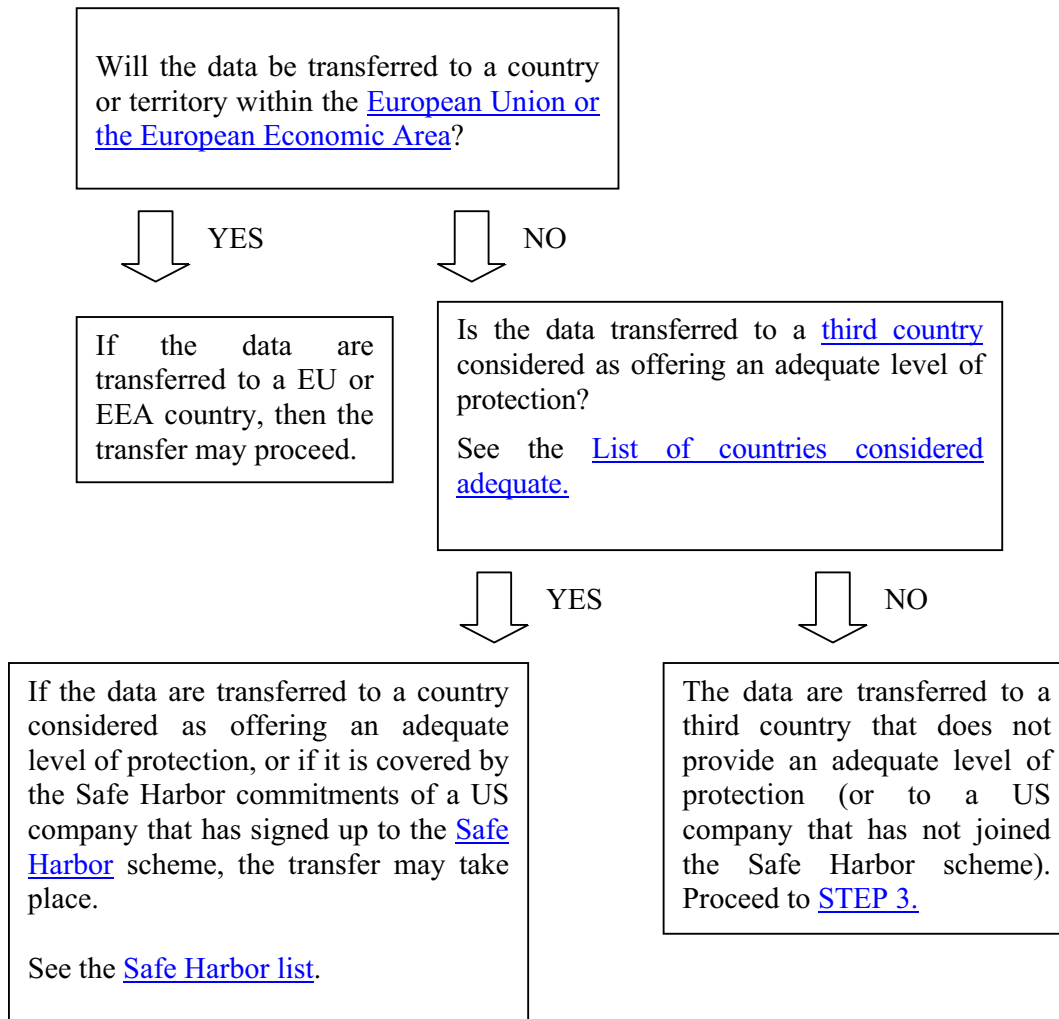 Will the data be transferred to a country
or territory within the European Union or
the European Economic Area?
YES
NO
If the data are
transferred to a EU or
EEA country, then the
transfer may proceed.
Is the data transferred to a third country
considered as offering an adequate level of
protection?
See the List of countries considered
adequate.
YES
NO
If the data are transferred to a country
considered as offering an adequate
level of protection, or if it is covered by
the Safe Harbor commitments of a US
company that has signed up to the Safe
Harbor scheme, the transfer may take
place.
See the Safe Harbor list.
The data are transferred to a
third country that does not
provide an adequate level of
protection (or to a US
company that has not joined
the Safe Harbor scheme).
Proceed to STEP 3.